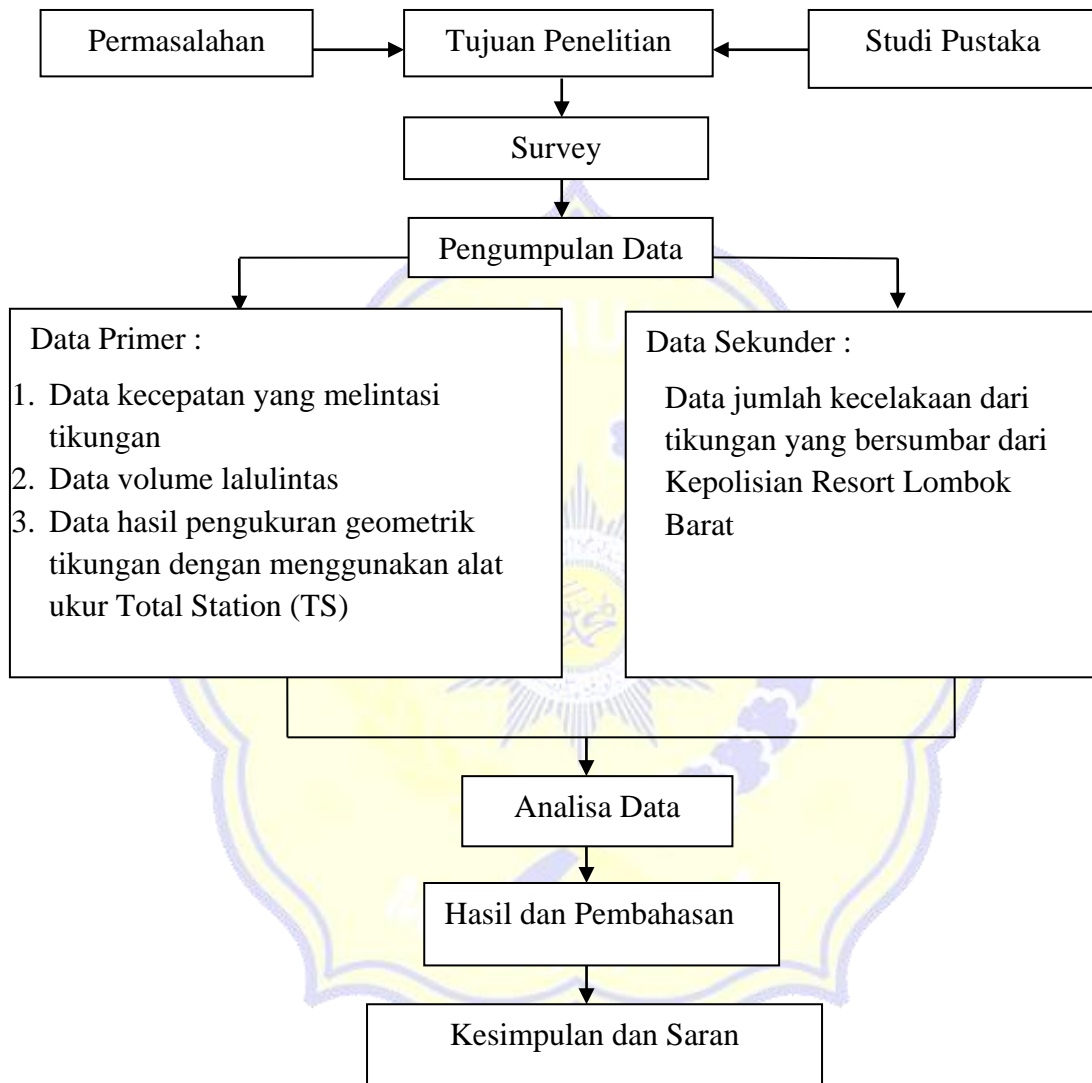 Permasalahan
Tujuan Penelitian
Studi Pustaka
Survey
Pengumpulan Data
Data Primer :
1. Data kecepatan yang melintasi
tikungan
2. Data volume lalulintas
3. Data hasil pengukuran geometrik
tikungan dengan menggunakan alat
ukur Total Station (TS)
Data Sekunder :
Data jumlah kecelakaan dari
tikungan yang bersumbar dari
Kepolisian Resort Lombok
Barat
Analisa Data
Hasil dan Pembahasan
Kesimpulan dan Saran